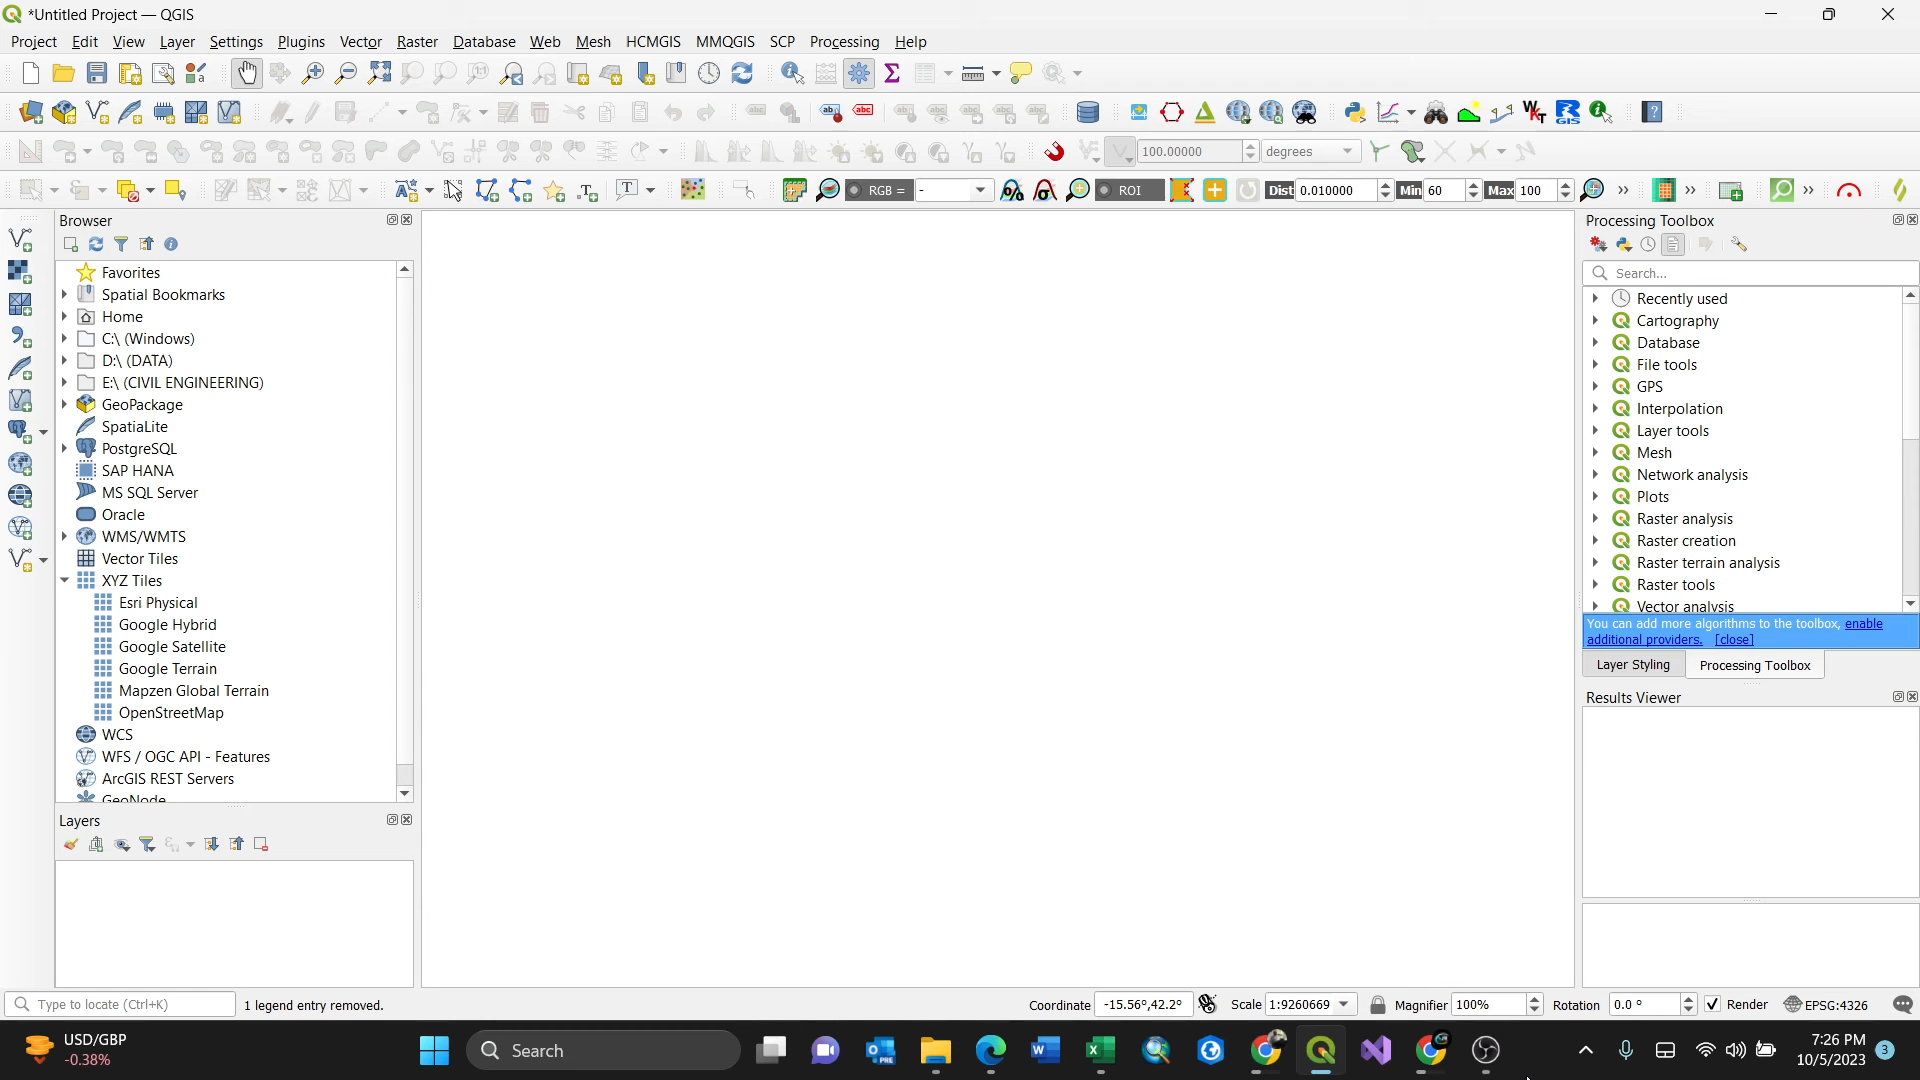 *Untitled Project — QGIS
Project Edit View Layer Settings Plugins Vector Raster Database Web Mesh HCMGIS MMQGIS SCP Processing Help
100.00000 degrees
RGB = - ROI Dist 0.010000 Min 60 Max 100
Browser
Favorites
Spatial Bookmarks
Home
C:\ (Windows)
D:\ (DATA)
E:\ (CIVIL ENGINEERING)
GeoPackage
SpatiaLite
PostgreSQL
SAP HANA
MS SQL Server
Oracle
WMS/WMTS
Vector Tiles
XYZ Tiles
Esri Physical
Google Hybrid
Google Satellite
Google Terrain
Mapzen Global Terrain
OpenStreetMap
WCS
WFS / OGC API - Features
ArcGIS REST Servers
GeoNode
Layers
Processing Toolbox
Search...
Recently used
Cartography
Database
File tools
GPS
Interpolation
Layer tools
Mesh
Network analysis
Plots
Raster analysis
Raster creation
Raster terrain analysis
Raster tools
Vector analysis
You can add more algorithms to the toolbox, enable
additional providers. [close]
Layer Styling Processing Toolbox
Results Viewer
Type to locate (Ctrl+K) 1 legend entry removed. Coordinate -15.56°,42.2° Scale 1:9260669 Magnifier 100% Rotation 0.0 ° Render EPSG:4326
USD/GBP
-0.38%
Search
7:26 PM
10/5/2023
3